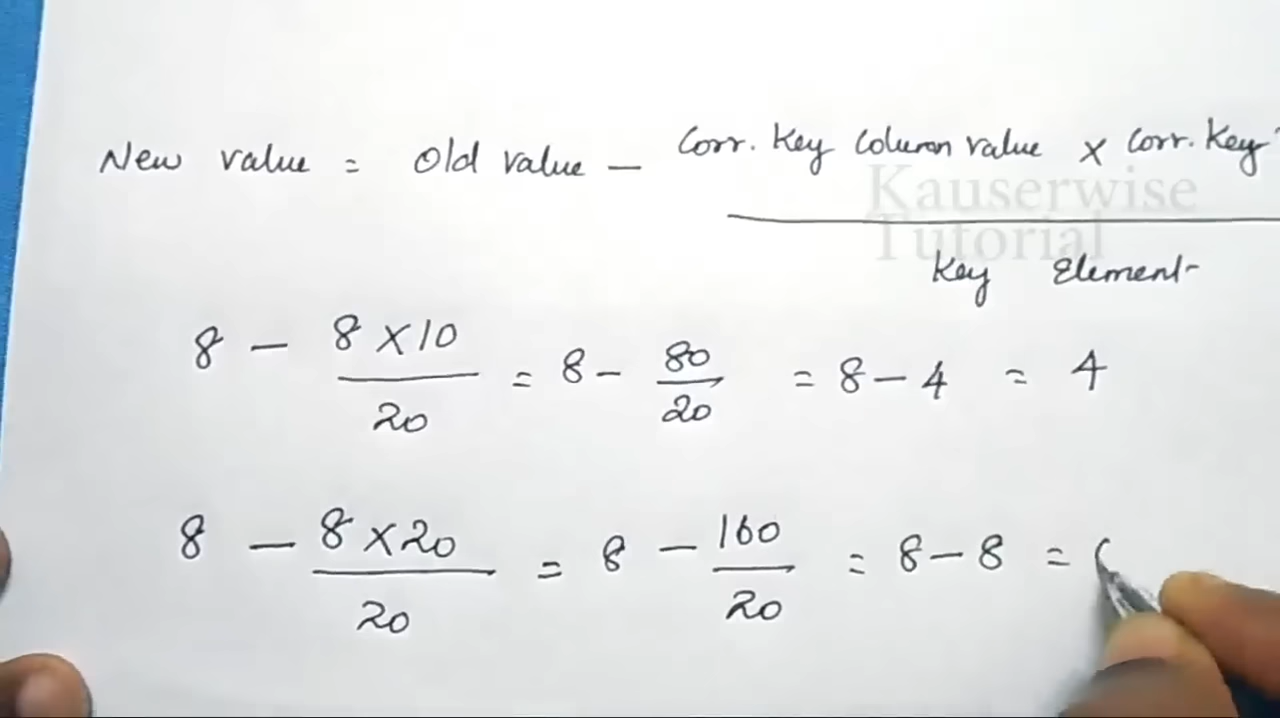 New value = Old value — Corr. Key Column value × Corr. Key
Kauserwise
Tutorial
Key Element
8 — 8 × 10 / 20 = 8 – 80 / 20 = 8 – 4 = 4
8 — 8 × 20 / 20 = 8 — 160 / 20 = 8 – 8 =